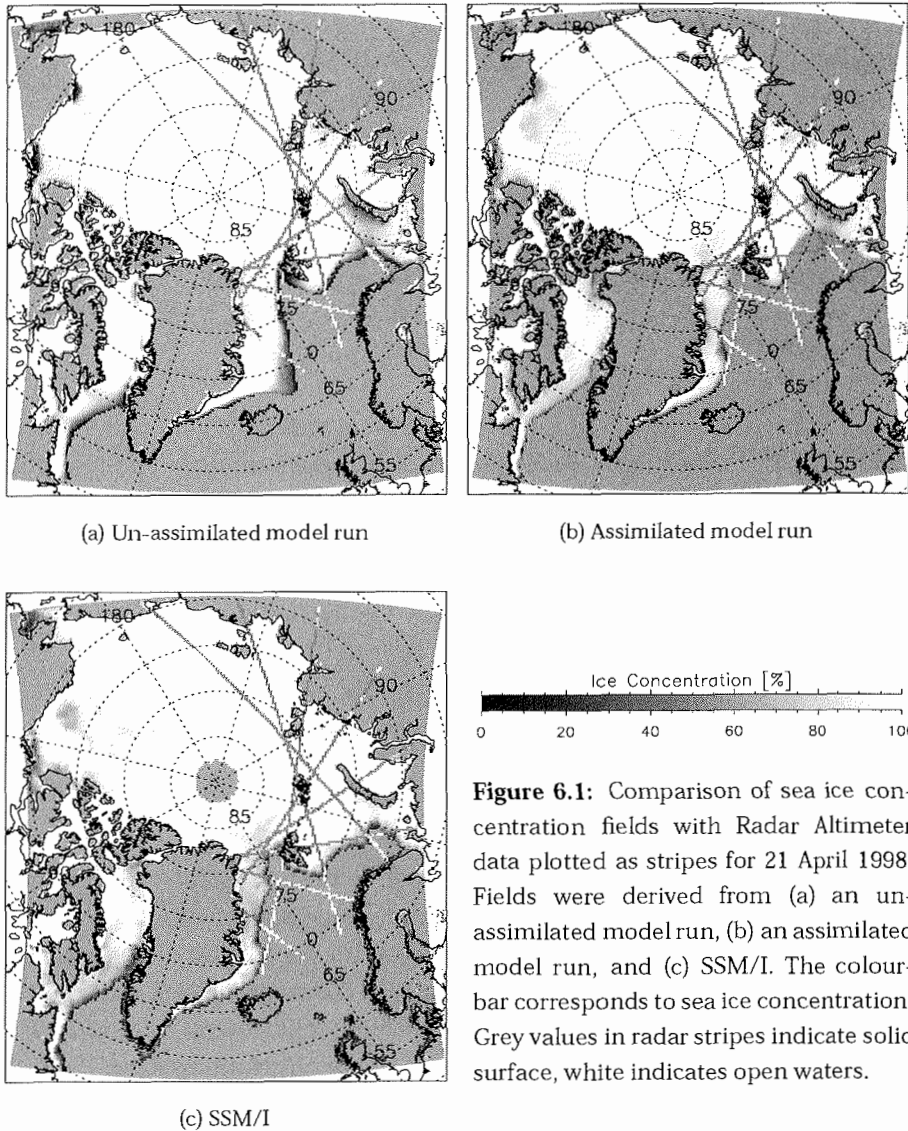 180
90
85
75
0
65
55
(a) Un-assimilated model run
180
90
85
75
0
65
55
(b) Assimilated model run
180
90
85
75
0
65
55
(c) SSM/I
Ice Concentration [%]
0 20 40 60 80 100
Figure 6.1: Comparison of sea ice con-
centration fields with Radar Altimeter
data plotted as stripes for 21 April 1998
Fields were derived from (a) an un-
assimilated model run, (b) an assimilated
model run, and (c) SSM/I. The colour-
bar corresponds to sea ice concentration
Grey values in radar stripes indicate solid
surface, white indicates open waters.